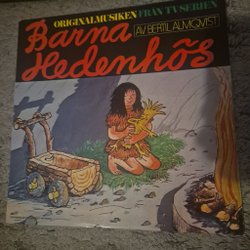 ORIGINALMUSIKEN FRÅN TV SERIEN
Barna
AV BERTIL ALMQVIST
Hedenhös